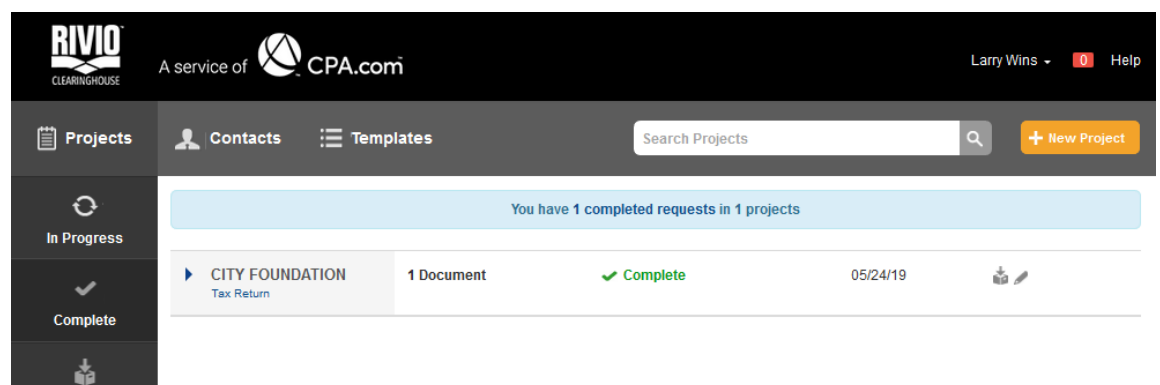 RIVIO
CLEARINGHOUSE
A service of CPA.com
Larry Wins 0 Help
Projects Contacts Templates Search Projects + New Project
In Progress
You have 1 completed requests in 1 projects
CITY FOUNDATION 1 Document Complete 05/24/19
Tax Return
Complete